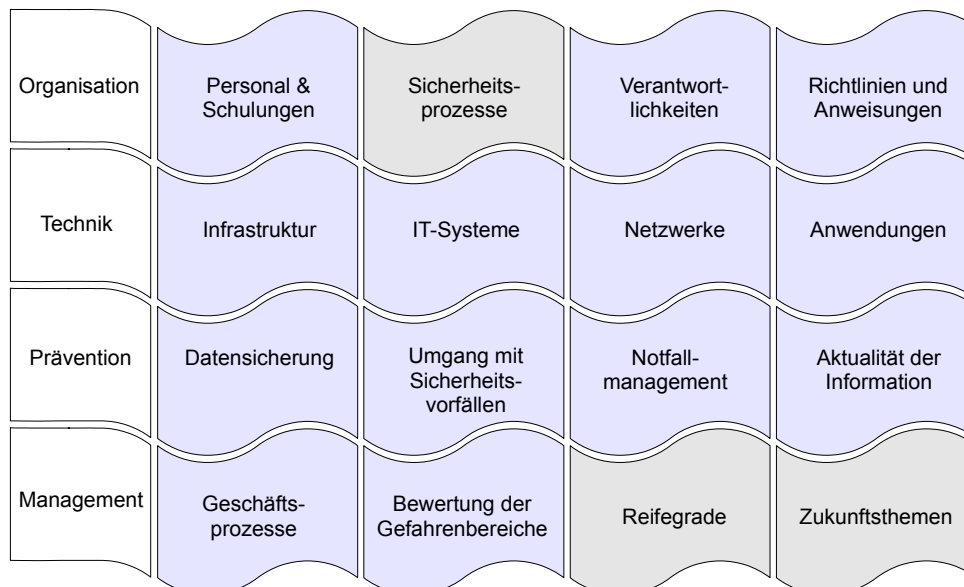 Organisation
Personal &
Schulungen
Sicherheits-
prozesse
Verantwort-
lichkeiten
Richtlinien und
Anweisungen
Technik
Infrastruktur
IT-Systeme
Netzwerke
Anwendungen
Prävention
Datensicherung
Umgang mit
Sicherheits-
vorfällen
Notfall-
management
Aktualität der
Information
Management
Geschäfts-
prozesse
Bewertung der
Gefahrenbereiche
Reifegrade
Zukunftsthemen